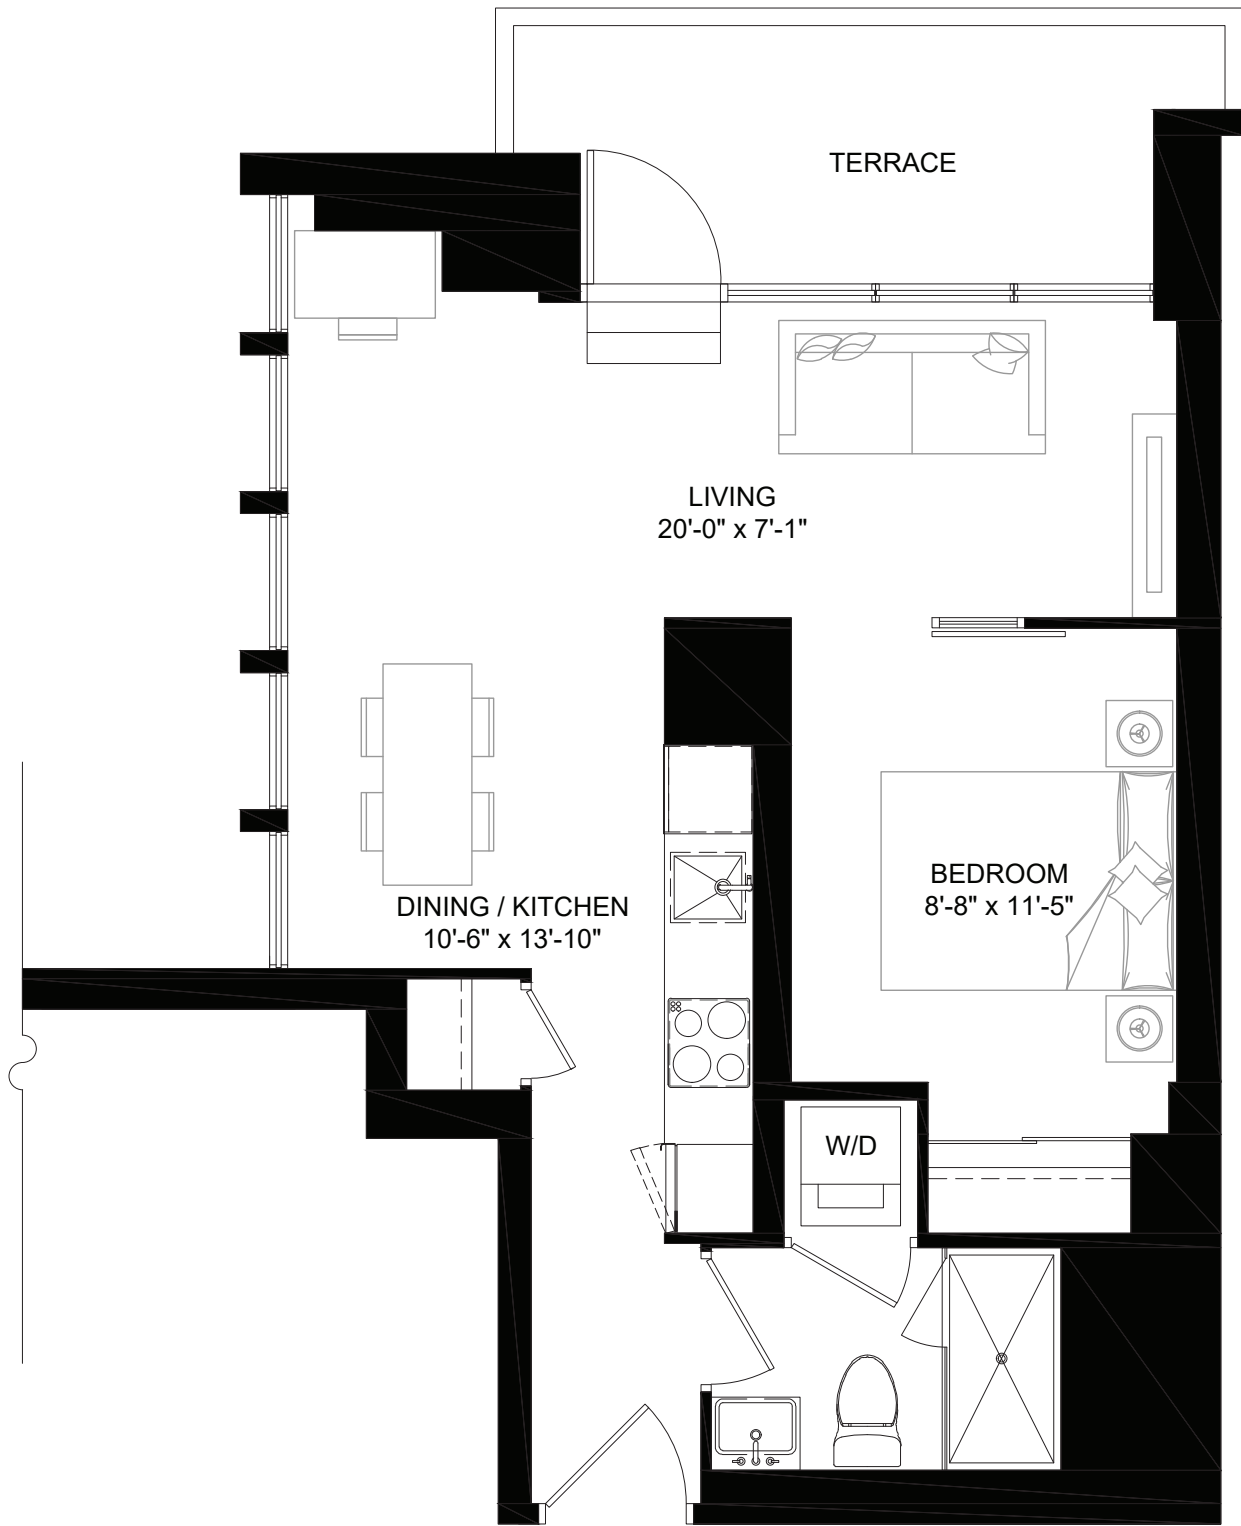 TERRACE
LIVING
20'-0" x 7'-1"
BEDROOM
8'-8" x 11'-5"
DINING / KITCHEN
10'-6" x 13'-10"
W/D